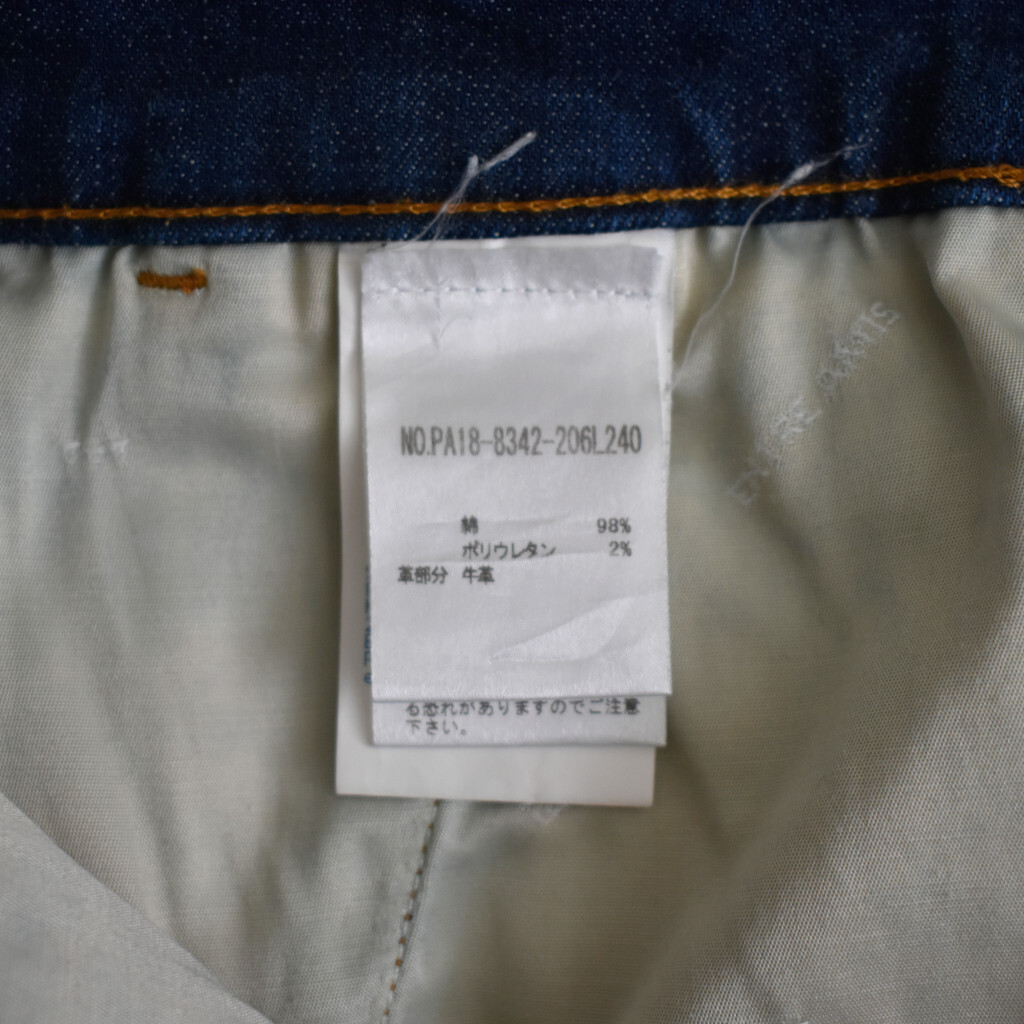 NO.PA18-8342-206L240
綿 98%
ポリウレタン 2%
革部分 牛革
る恐れがありますのでご注意
下さい。